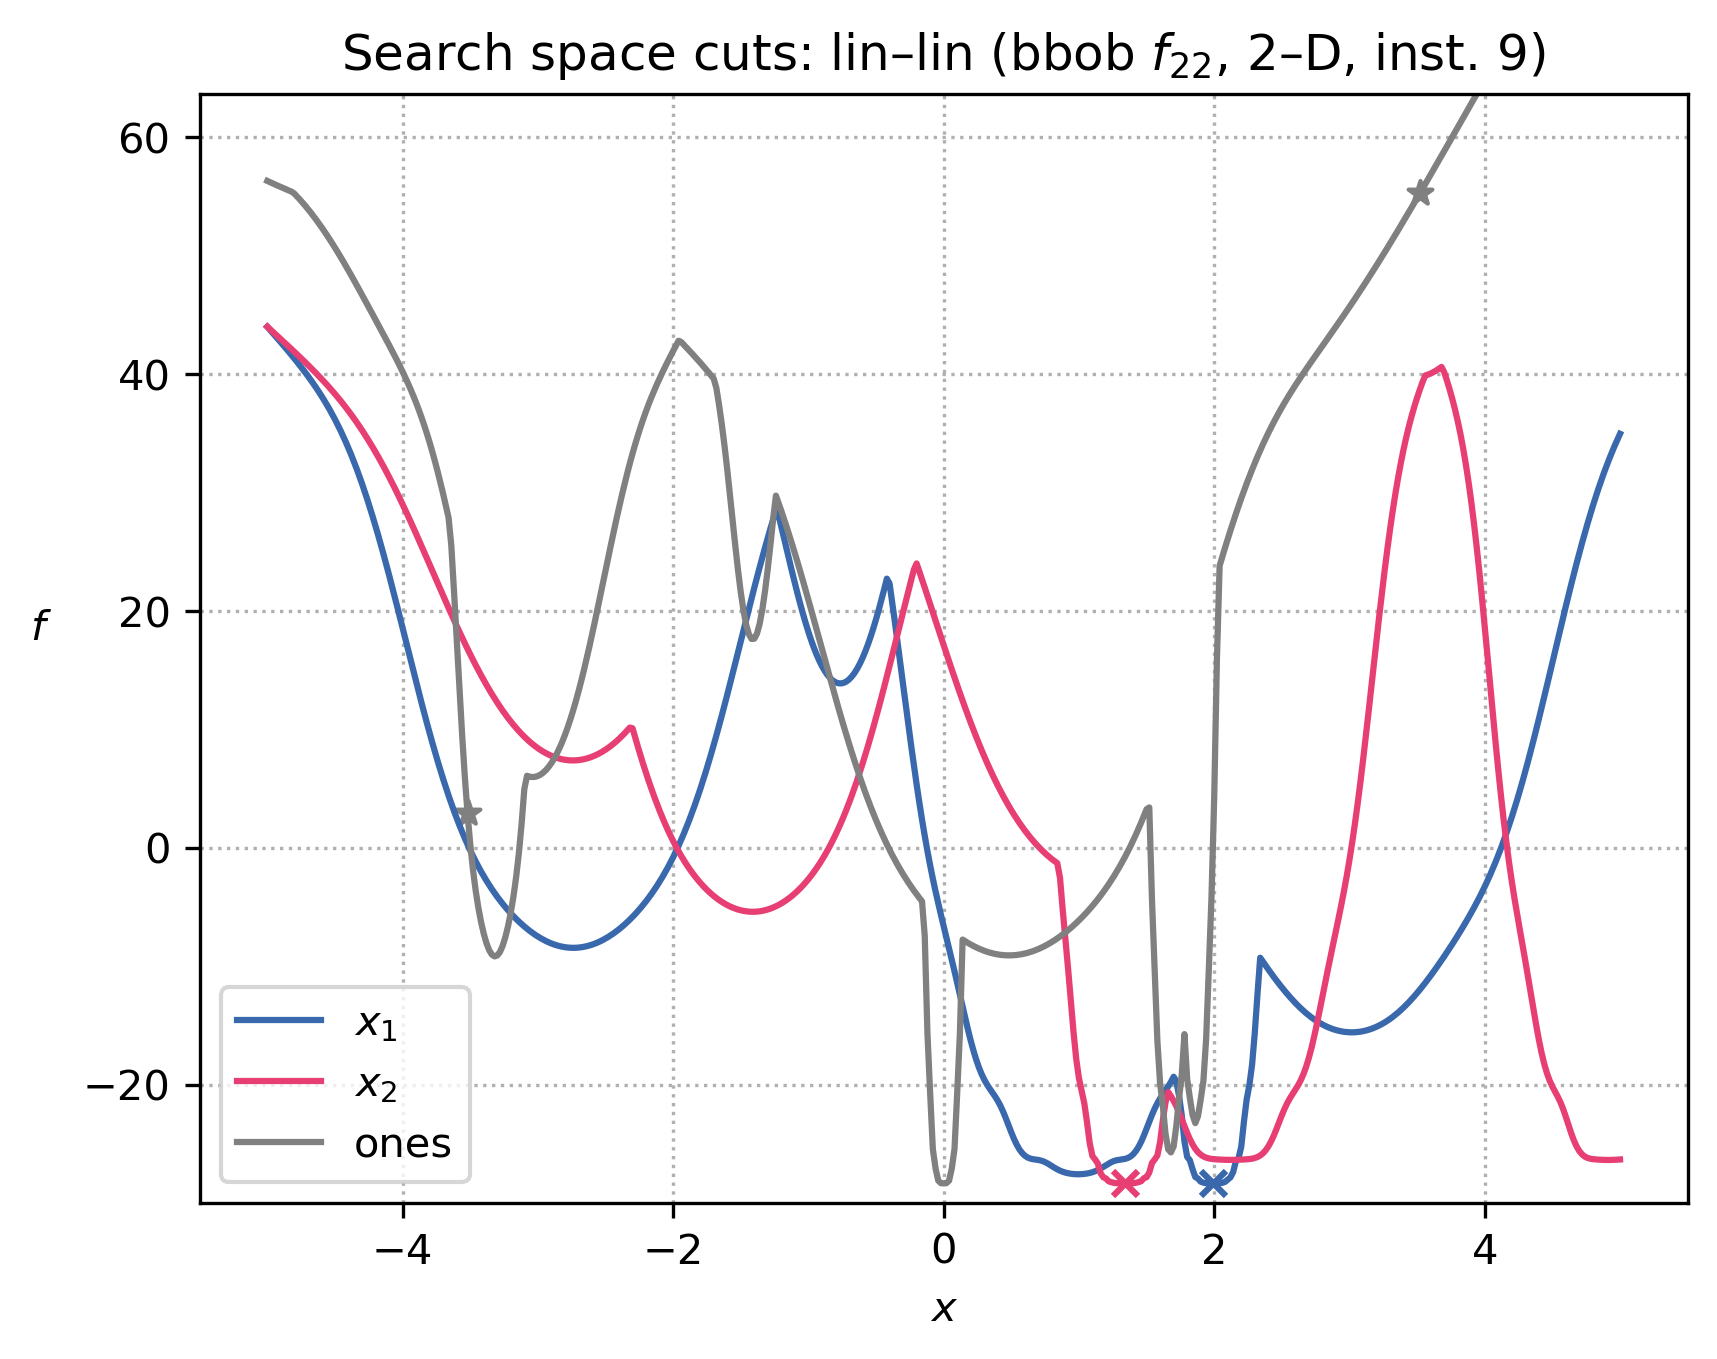 Search space cuts: lin–lin (bbob f₂₂, 2–D, inst. 9)
60
40
20
0
−20
f
x₁
x₂
ones
−4
−2
0
2
4
x